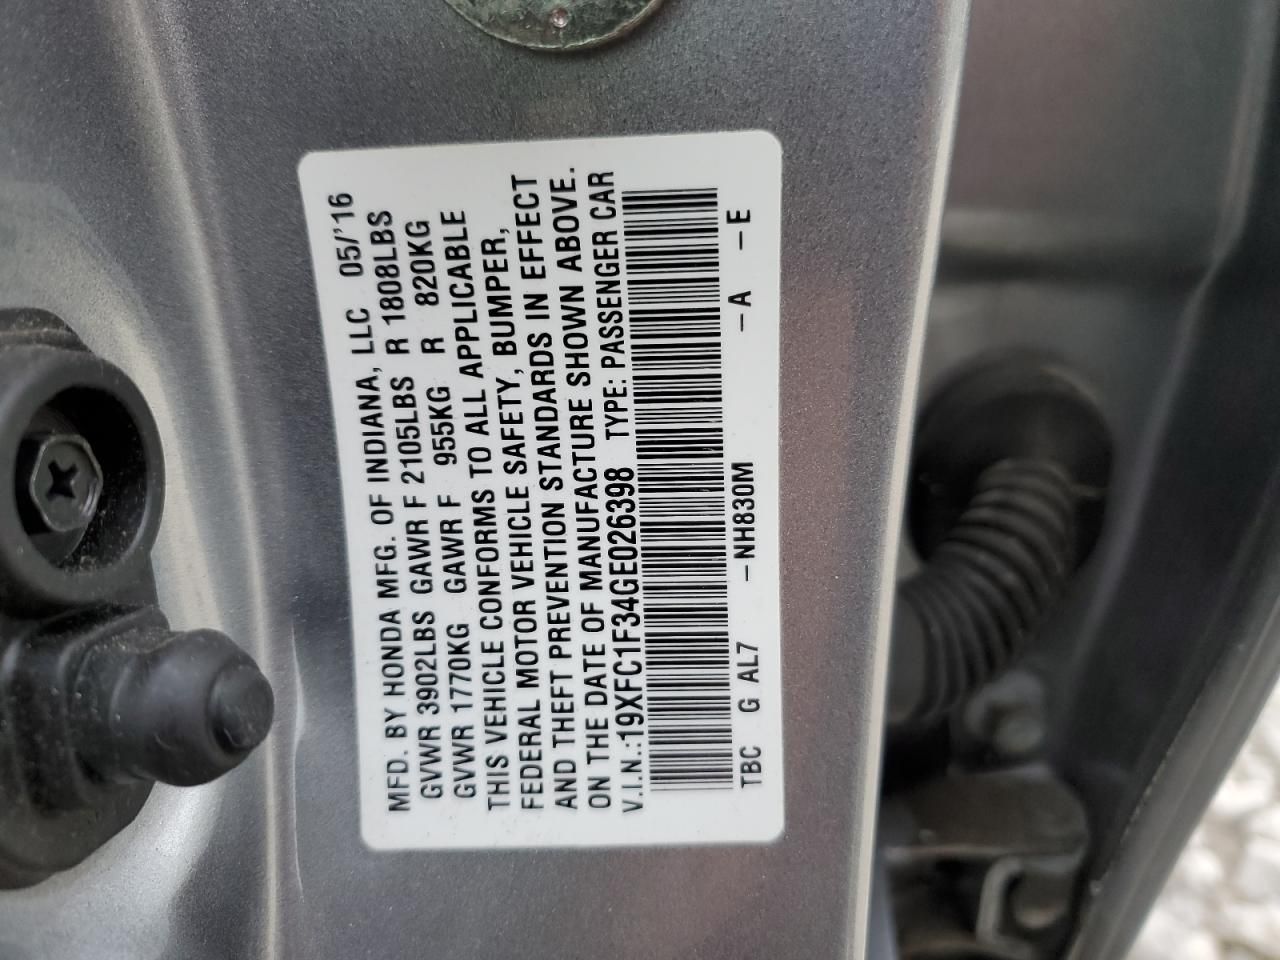 MFD. BY HONDA MFG. OF INDIANA, LLC 05/'16
GVWR 3902LBS GAWR F 2105LBS R 1808LBS
GVWR 1770KG GAWR F 955KG R 820KG
THIS VEHICLE CONFORMS TO ALL APPLICABLE
FEDERAL MOTOR VEHICLE SAFETY, BUMPER,
AND THEFT PREVENTION STANDARDS IN EFFECT
ON THE DATE OF MANUFACTURE SHOWN ABOVE.
V.I.N.:19XFC1F34GE026398 TYPE: PASSENGER CAR
TBC G AL7 -NH830M -A -E